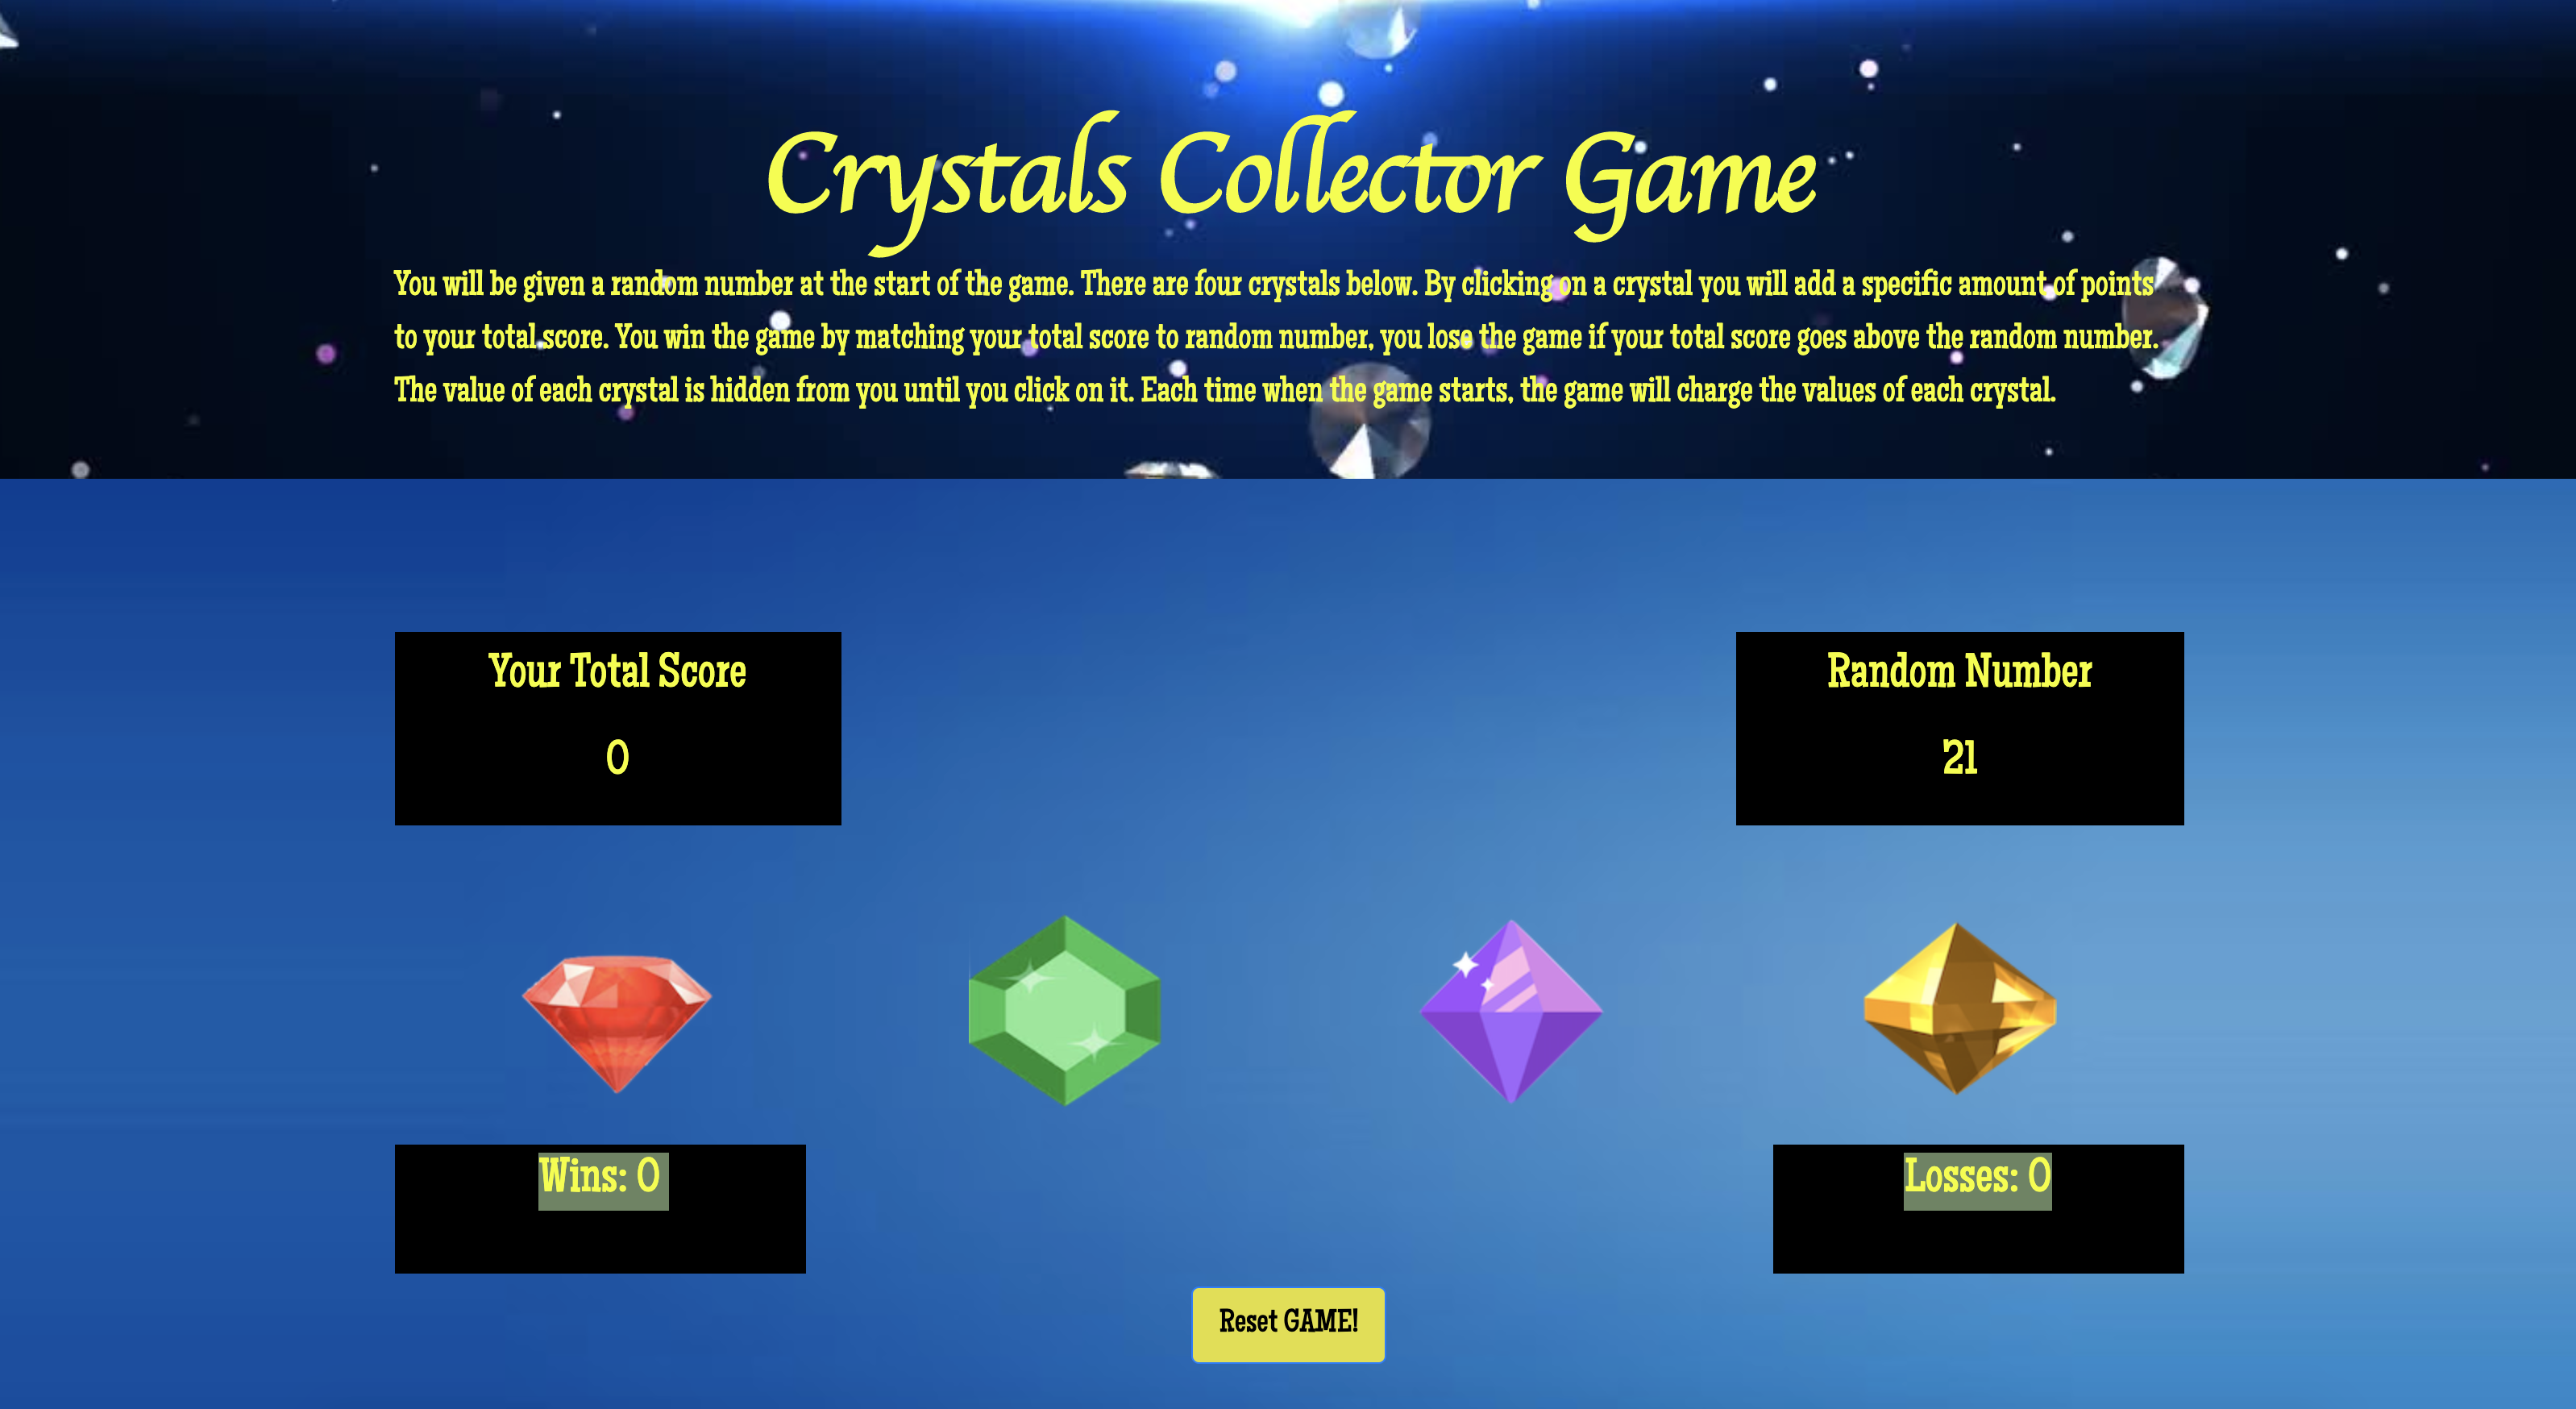 Crystals Collector Game
You will be given a random number at the start of the game. There are four crystals below. By clicking on a crystal you will add a specific amount of points
to your total score. You win the game by matching your total score to random number, you lose the game if your total score goes above the random number.
The value of each crystal is hidden from you until you click on it. Each time when the game starts, the game will charge the values of each crystal.
Your Total Score
0
Random Number
21
Wins: 0
Losses: 0
Reset GAME!